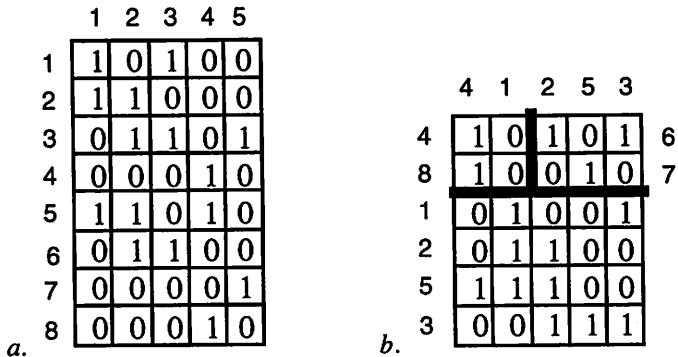 1 2 3 4 5
1 1 0 1 0 0
2 1 1 0 0 0
3 0 1 1 0 1
4 0 0 0 1 0
5 1 1 0 1 0
6 0 1 1 0 0
7 0 0 0 0 1
8 0 0 0 1 0
a.
4 1 2 5 3
4 1 0 1 0 1 6
8 1 0 0 1 0 7
1 0 1 0 0 1
2 0 1 1 0 0
5 1 1 1 0 0
3 0 0 1 1 1
b.